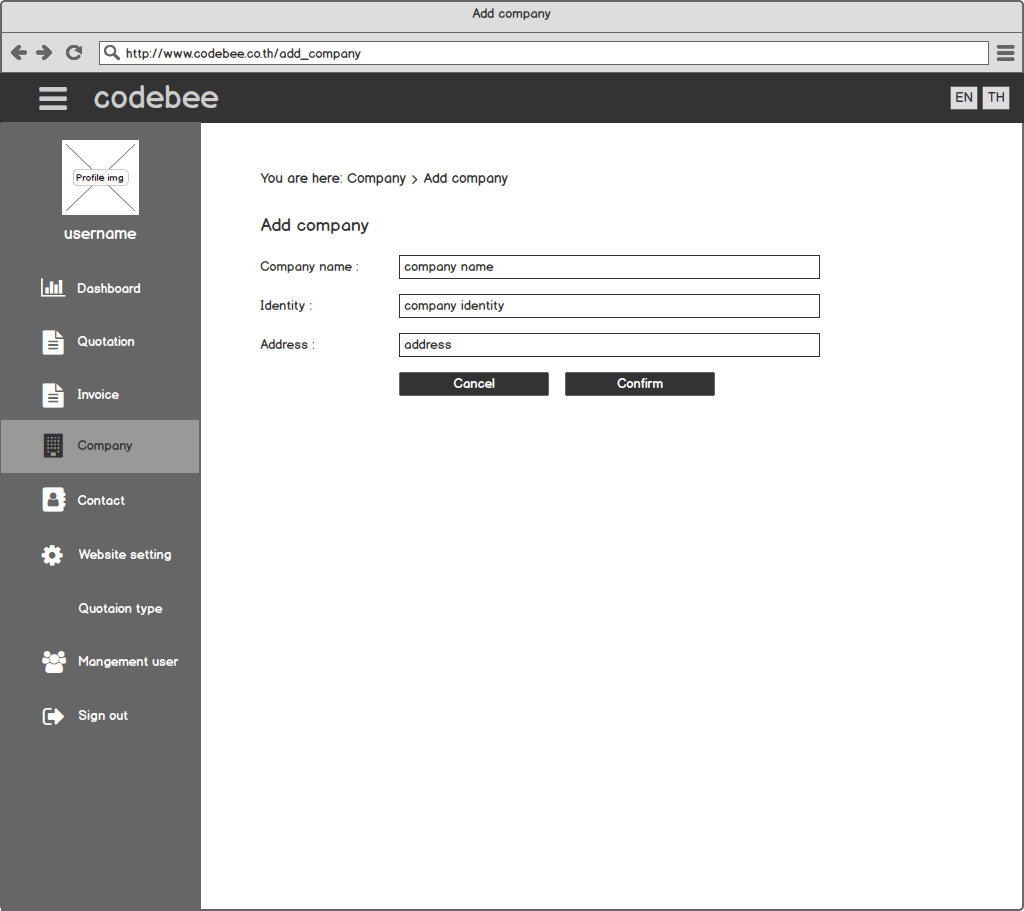 Add company
http://www.codebee.co.th/add_company
codebee
EN TH
Profile img
username
Dashboard
Quotation
Invoice
Company
Contact
Website setting
Quotaion type
Mangement user
Sign out
You are here: Company > Add company
Add company
Company name : company name
Identity : company identity
Address : address
Cancel Confirm